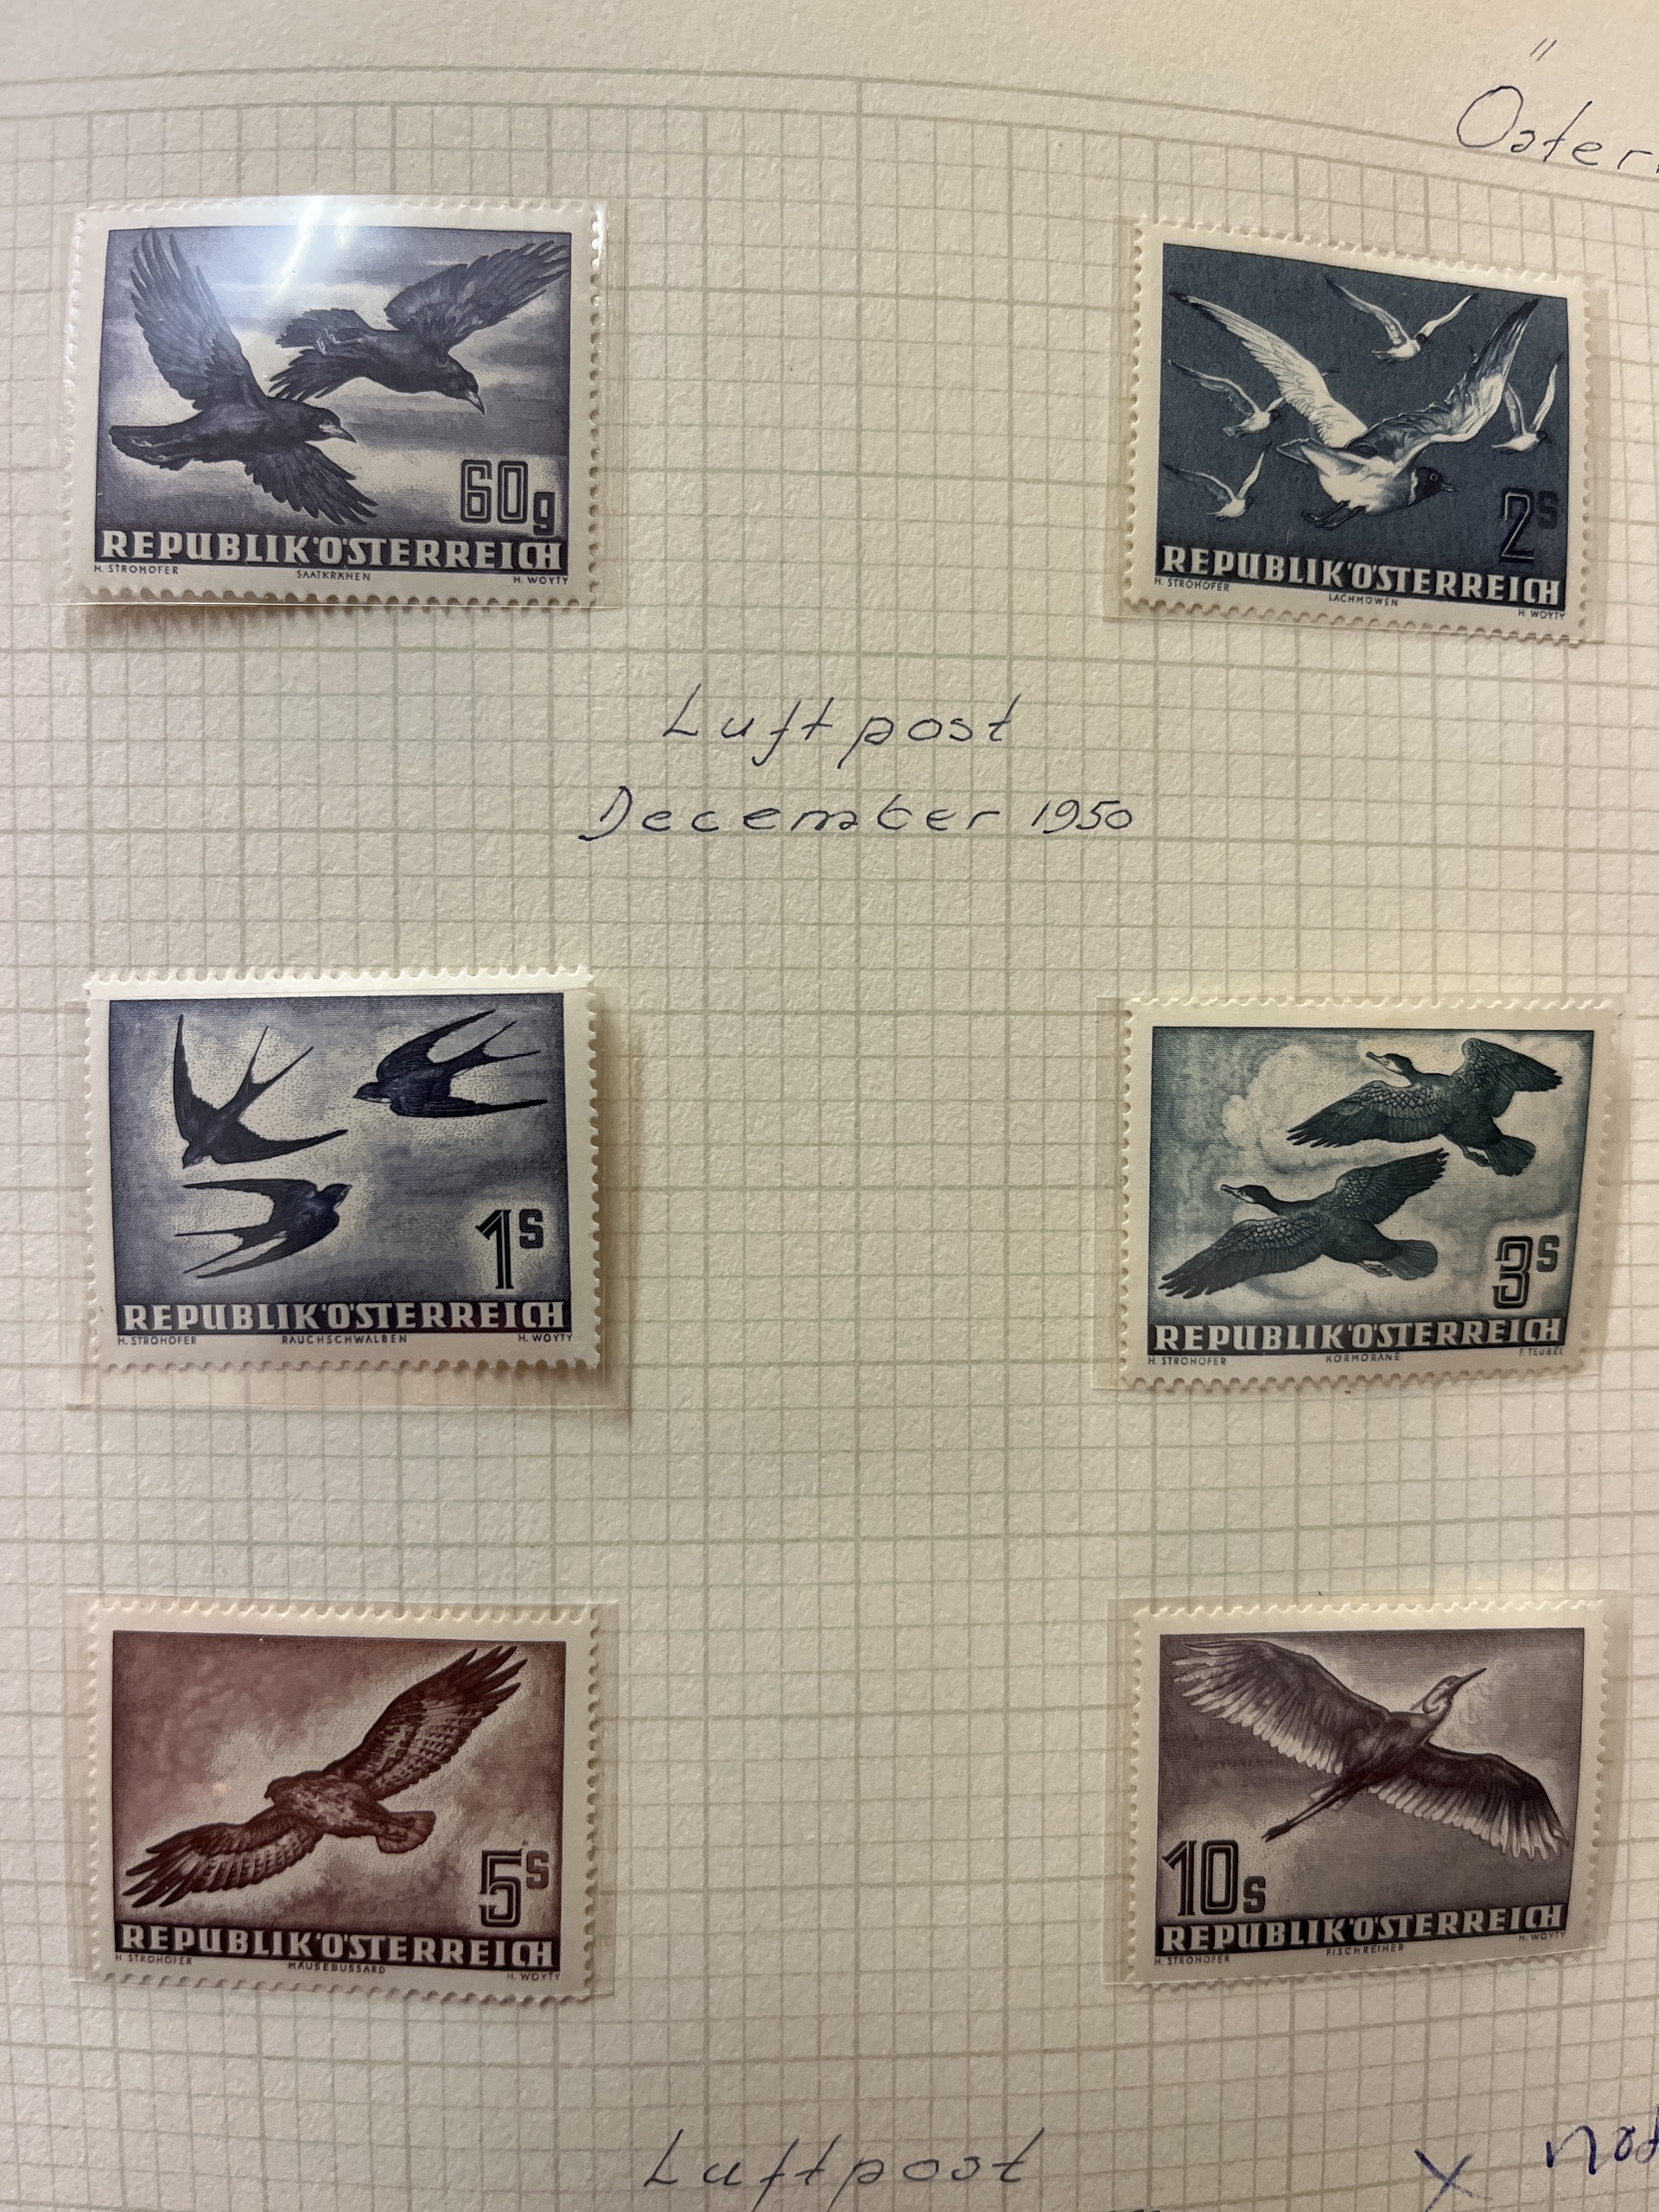 60g
REPUBLIK ÖSTERREICH
H. STROHOFER SAATKRÄHEN H. WOYTY
2S
REPUBLIK ÖSTERREICH
H. STROHOFER LACHMÖWEN H. WOYTY
Luftpost
December 1950
1S
REPUBLIK ÖSTERREICH
H. STROHOFER RAUCHSCHWALBEN H. WOYTY
3S
REPUBLIK ÖSTERREICH
H. STROHOFER KORMORANE F. TEUBEL
5S
REPUBLIK ÖSTERREICH
H. STROHOFER MÄUSEBUSSARD H. WOYTY
10S
REPUBLIK ÖSTERREICH
H. STROHOFER FISCHREIHER H. WOYTY
Luftpost